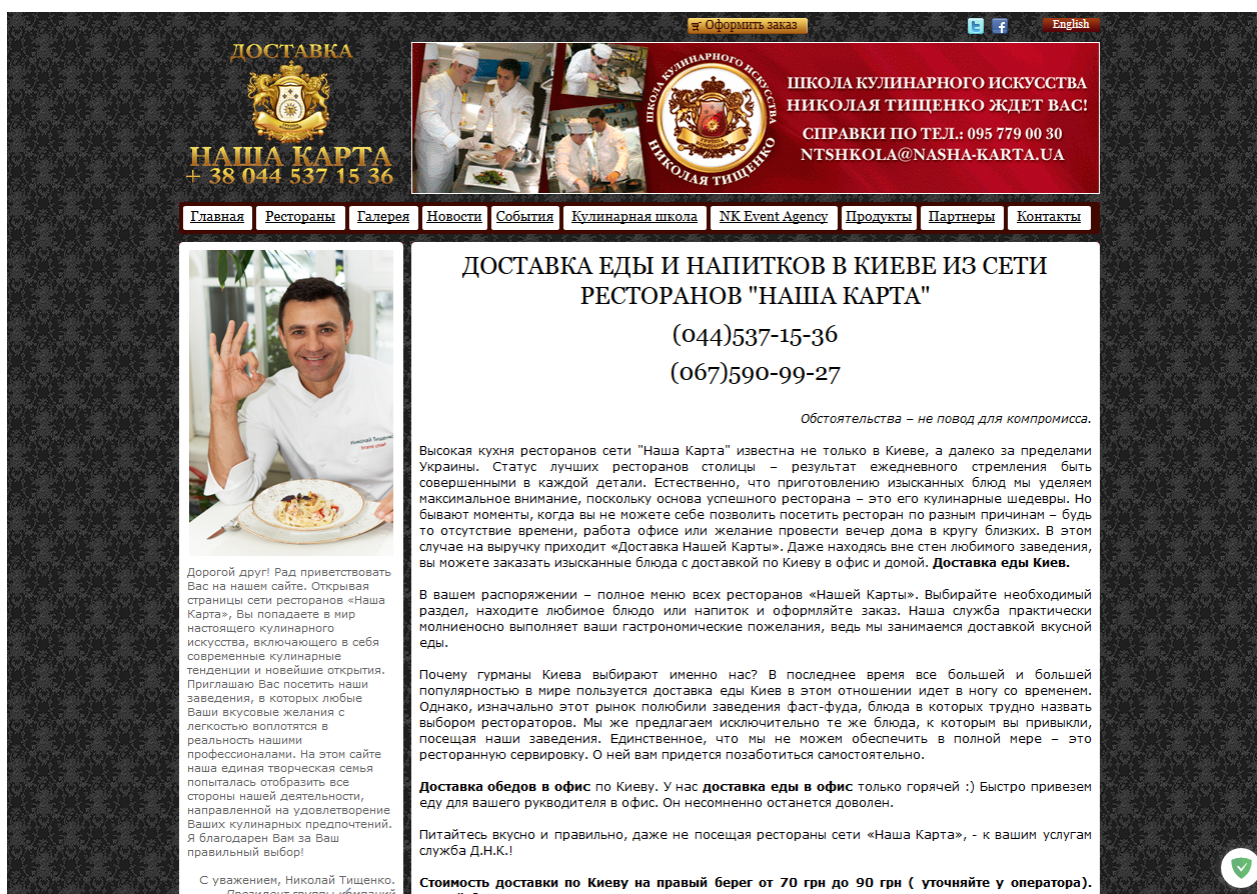 Оформить заказ
English
ДОСТАВКА
НАША КАРТА
+ 38 044 537 15 36
ШКОЛА КУЛИНАРНОГО ИСКУССТВА
НИКОЛАЯ ТИЩЕНКО
ШКОЛА КУЛИНАРНОГО ИСКУССТВА
НИКОЛАЯ ТИЩЕНКО ЖДЕТ ВАС!
СПРАВКИ ПО ТЕЛ.: 095 779 00 30
NTSHKOLA@NASHA-KARTA.UA
Главная Рестораны Галерея Новости События Кулинарная школа NK Event Agency Продукты Партнеры Контакты
Николай Тищенко
Дорогой друг! Рад приветствовать
Вас на нашем сайте. Открывая
страницы сети ресторанов «Наша
Карта», Вы попадаете в мир
настоящего кулинарного
искусства, включающего в себя
современные кулинарные
тенденции и новейшие открытия.
Приглашаю Вас посетить наши
заведения, в которых любые
Ваши вкусовые желания с
легкостью воплотятся в
реальность нашими
профессионалами. На этом сайте
наша единая творческая семья
попыталась отобразить все
стороны нашей деятельности,
направленной на удовлетворение
Ваших кулинарных предпочтений.
Я благодарен Вам за Ваш
правильный выбор!
С уважением, Николай Тищенко.
Президент группы компаний
ДОСТАВКА ЕДЫ И НАПИТКОВ В КИЕВЕ ИЗ СЕТИ
РЕСТОРАНОВ "НАША КАРТА"
(044)537-15-36
(067)590-99-27
Обстоятельства – не повод для компромисса.
Высокая кухня ресторанов сети "Наша Карта" известна не только в Киеве, а далеко за пределами
Украины. Статус лучших ресторанов столицы – результат ежедневного стремления быть
совершенными в каждой детали. Естественно, что приготовлению изысканных блюд мы уделяем
максимальное внимание, поскольку основа успешного ресторана – это его кулинарные шедевры. Но
бывают моменты, когда вы не можете себе позволить посетить ресторан по разным причинам – будь
то отсутствие времени, работа офисе или желание провести вечер дома в кругу близких. В этом
случае на выручку приходит «Доставка Нашей Карты». Даже находясь вне стен любимого заведения,
вы можете заказать изысканные блюда с доставкой по Киеву в офис и домой. Доставка еды Киев.
В вашем распоряжении – полное меню всех ресторанов «Нашей Карты». Выбирайте необходимый
раздел, находите любимое блюдо или напиток и оформляйте заказ. Наша служба практически
молниеносно выполняет ваши гастрономические пожелания, ведь мы занимаемся доставкой вкусной
еды.
Почему гурманы Киева выбирают именно нас? В последнее время все большей и большей
популярностью в мире пользуется доставка еды Киев в этом отношении идет в ногу со временем.
Однако, изначально этот рынок полюбили заведения фаст-фуда, блюда в которых трудно назвать
выбором рестораторов. Мы же предлагаем исключительно те же блюда, к которым вы привыкли,
посещая наши заведения. Единственное, что мы не можем обеспечить в полной мере – это
ресторанную сервировку. О ней вам придется позаботиться самостоятельно.
Доставка обедов в офис по Киеву. У нас доставка еды в офис только горячей :) Быстро привезем
еду для вашего рукводителя в офис. Он несомненно останется доволен.
Питайтесь вкусно и правильно, даже не посещая рестораны сети «Наша Карта», - к вашим услугам
служба Д.Н.К.!
Стоимость доставки по Киеву на правый берег от 70 грн до 90 грн ( уточняйте у оператора).